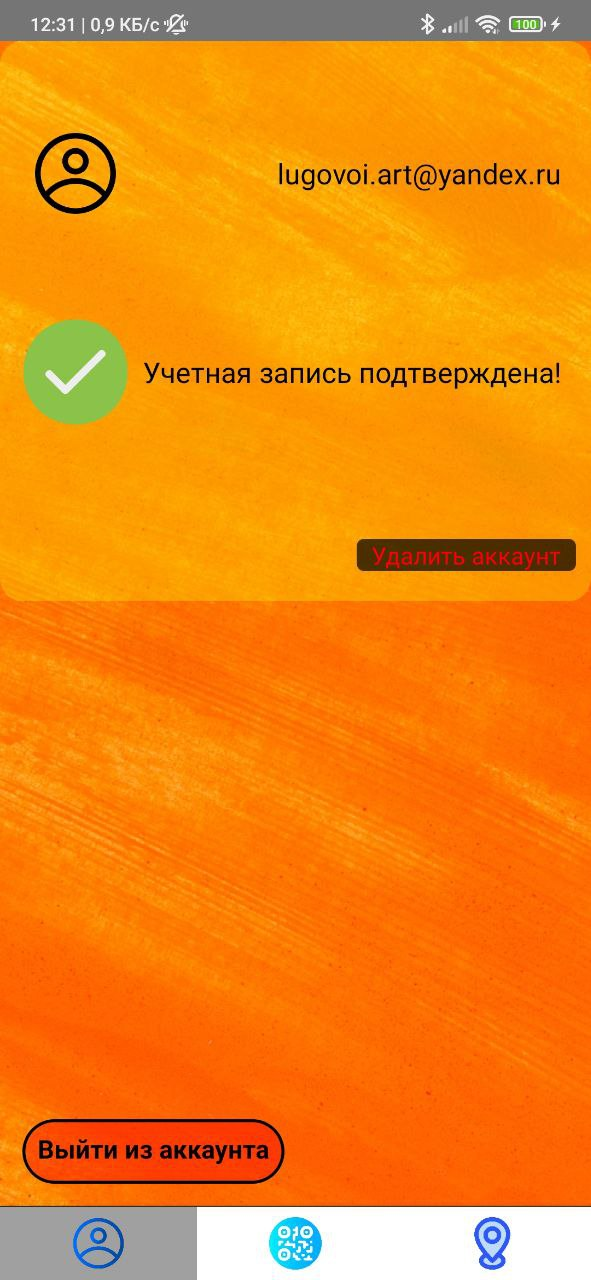 12:31 | 0,9 КБ/с
100
lugovoi.art@yandex.ru
Учетная запись подтверждена!
Удалить аккаунт
Выйти из аккаунта